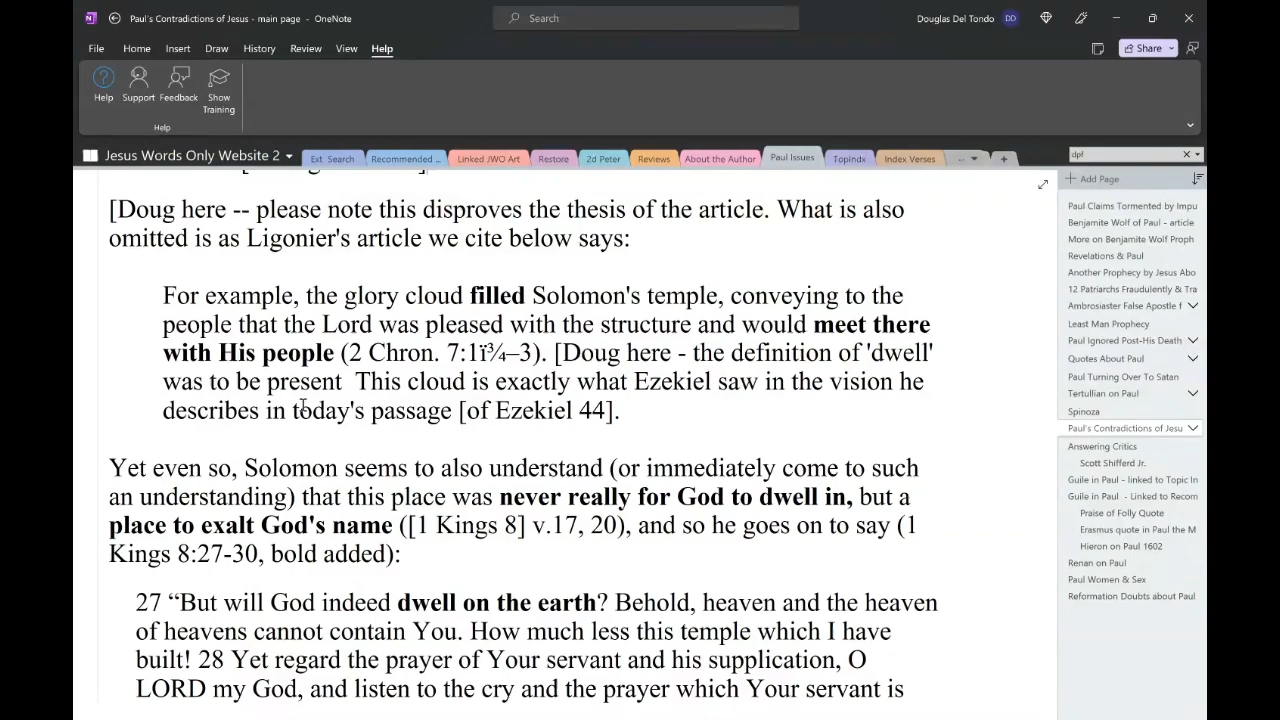 Paul's Contradictions of Jesus - main page - OneNote
Search
Douglas Del Tondo
DD
File Home Insert Draw History Review View Help
Share
Help Support Feedback Show Training
Help
Jesus Words Only Website 2
Ext Search Recommended ... Linked JWO Art Restore 2d Peter Reviews About the Author Paul Issues Topindx Index Verses ... +
dpf
[Doug here -- please note this disproves the thesis of the article. What is also
omitted is as Ligonier's article we cite below says:
For example, the glory cloud filled Solomon's temple, conveying to the
people that the Lord was pleased with the structure and would meet there
with His people (2 Chron. 7:1ï¾–3). [Doug here - the definition of 'dwell'
was to be present This cloud is exactly what Ezekiel saw in the vision he
describes in today's passage [of Ezekiel 44].
Yet even so, Solomon seems to also understand (or immediately come to such
an understanding) that this place was never really for God to dwell in, but a
place to exalt God's name ([1 Kings 8] v.17, 20), and so he goes on to say (1
Kings 8:27-30, bold added):
27 “But will God indeed dwell on the earth? Behold, heaven and the heaven
of heavens cannot contain You. How much less this temple which I have
built! 28 Yet regard the prayer of Your servant and his supplication, O
LORD my God, and listen to the cry and the prayer which Your servant is
Add Page
Paul Claims Tormented by Impu
Benjamite Wolf of Paul - article
More on Benjamite Wolf Proph
Revelations & Paul
Another Prophecy by Jesus Abo
12 Patriarchs Fraudulently & Tra
Ambrosiaster False Apostle f
Least Man Prophecy
Paul Ignored Post-His Death
Quotes About Paul
Paul Turning Over To Satan
Tertullian on Paul
Spinoza
Paul's Contradictions of Jesu
Answering Critics
Scott Shifferd Jr.
Guile in Paul - linked to Topic In
Guile in Paul - Linked to Recom
Praise of Folly Quote
Erasmus quote in Paul the M
Hieron on Paul 1602
Renan on Paul
Paul Women & Sex
Reformation Doubts about Paul